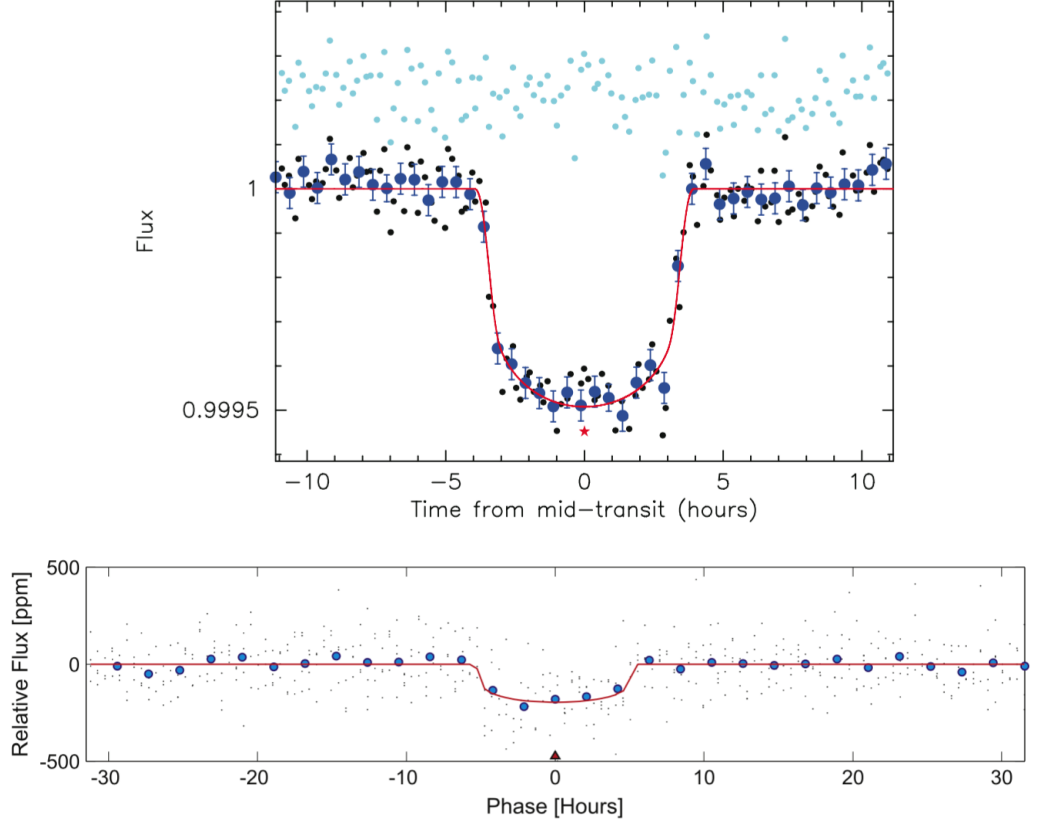 Flux
1
0.9995
−10 −5 0 5 10
Time from mid−transit (hours)
Relative Flux [ppm]
500
0
-500
-30 -20 -10 0 10 20 30
Phase [Hours]